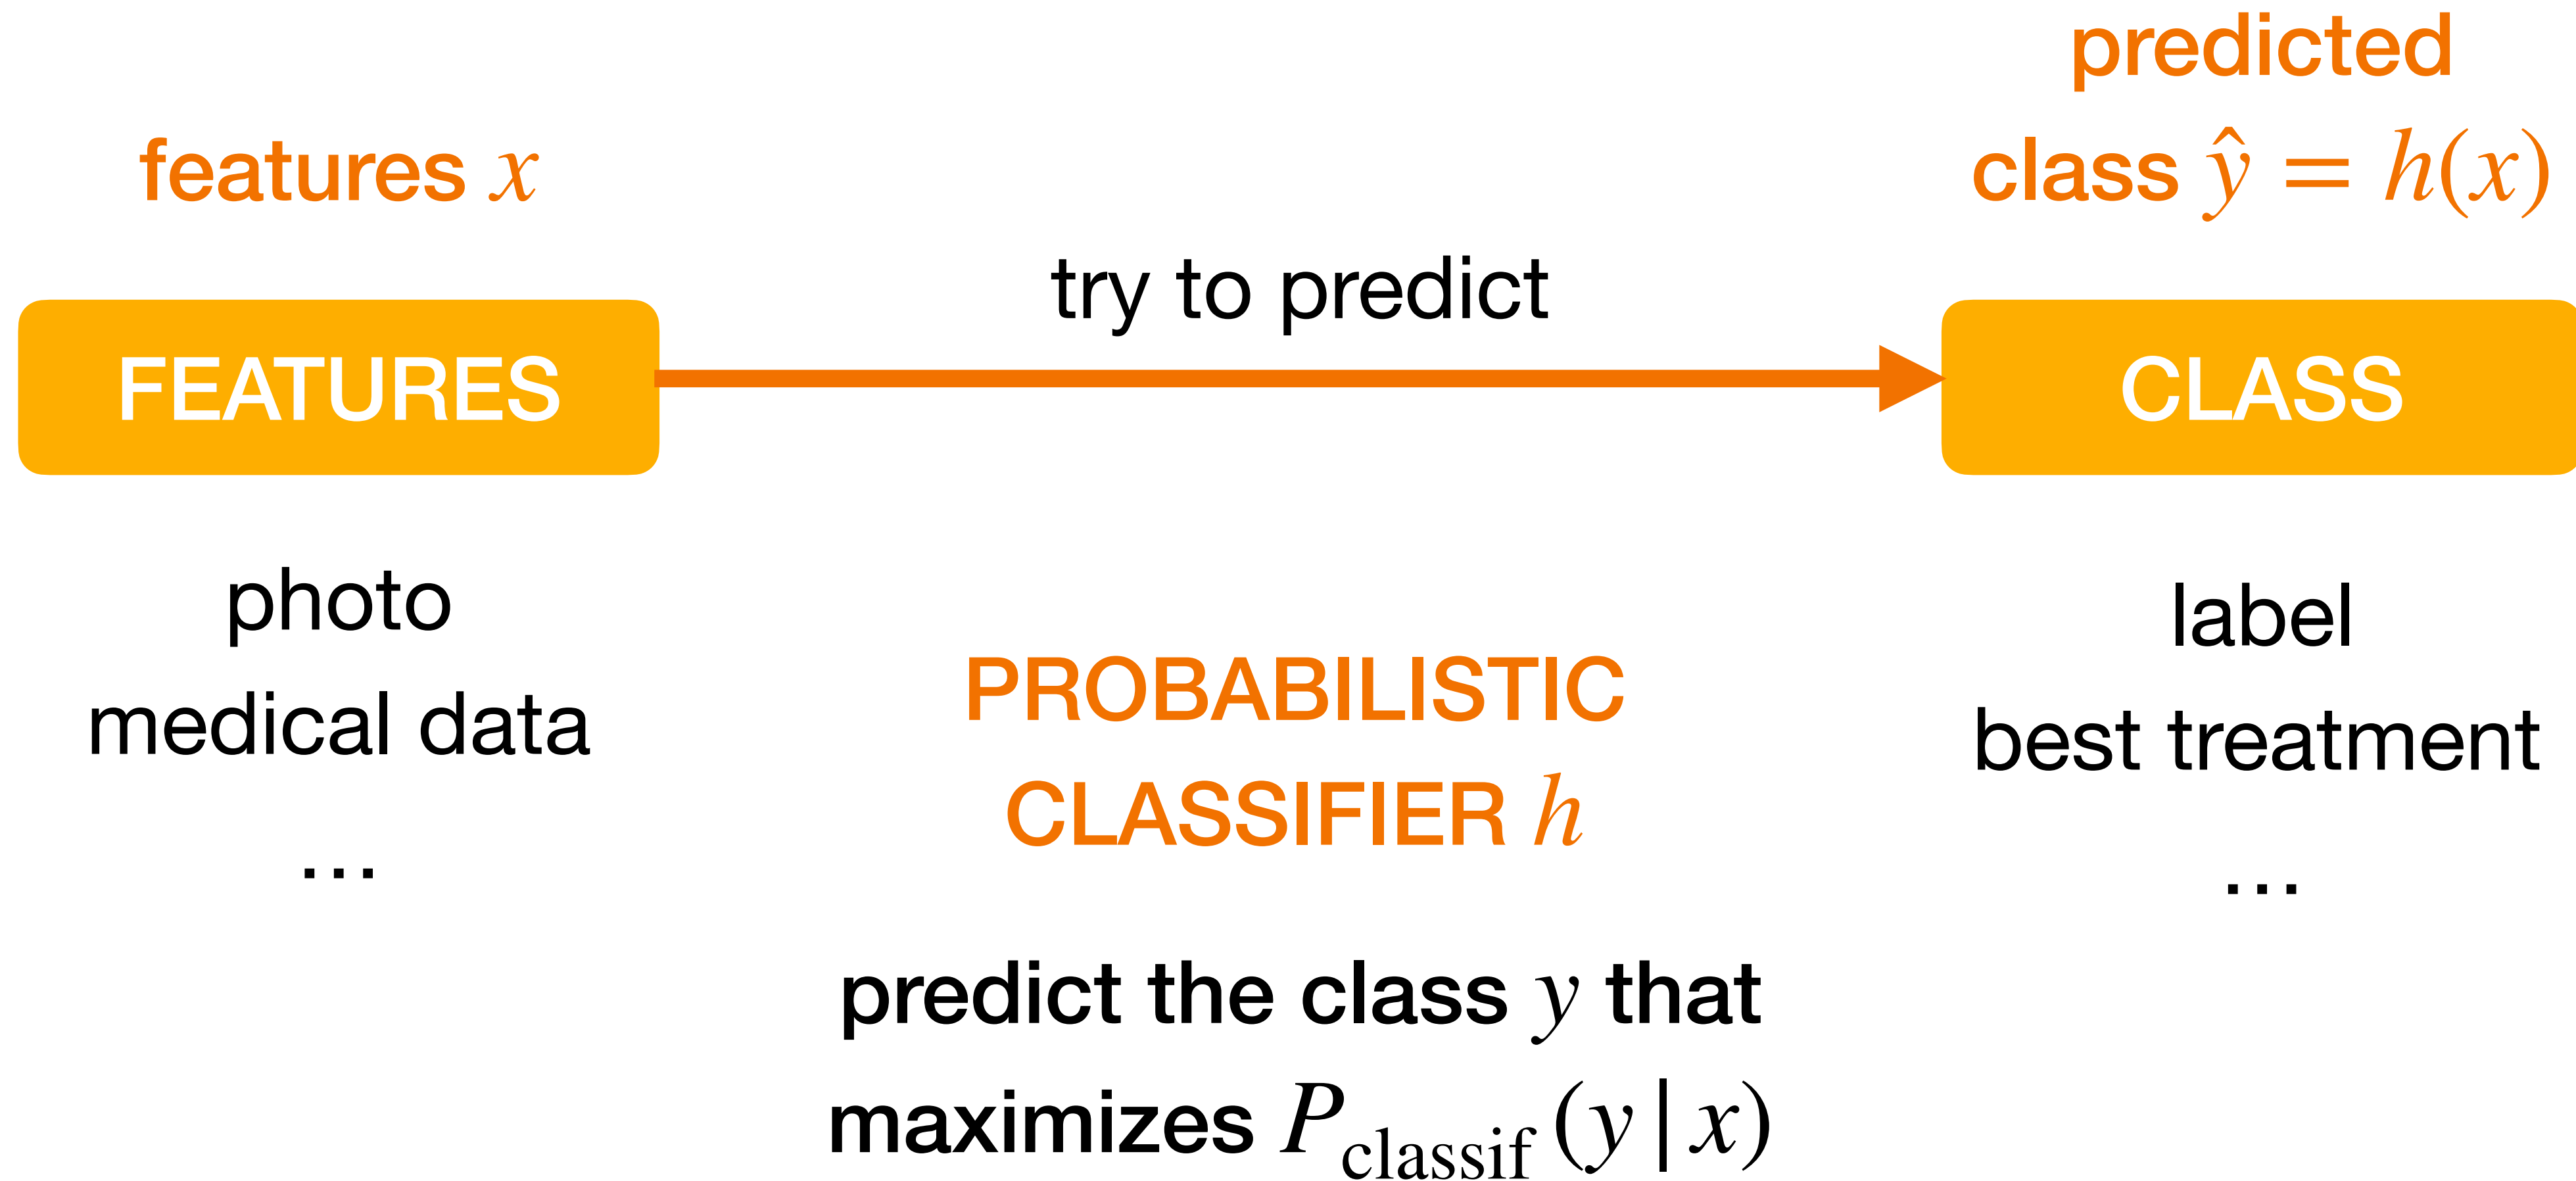 features x
predicted
class ŷ = h(x)
try to predict
FEATURES
CLASS
photo
medical data
...
PROBABILISTIC
CLASSIFIER h
predict the class y that
maximizes P_classif (y | x)
label
best treatment
...